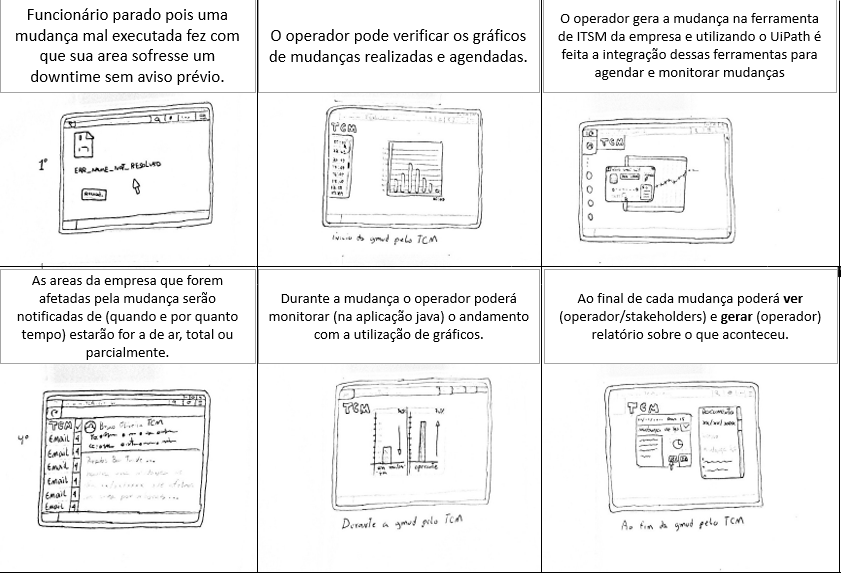 Funcionário parado pois uma
mudança mal executada fez com
que sua area sofresse um
downtime sem aviso prévio.
O operador pode verificar os gráficos
de mudanças realizadas e agendadas.
O operador gera a mudança na ferramenta
de ITSM da empresa e utilizando o UiPath é
feita a integração dessas ferramentas para
agendar e monitorar mudanças
1º
ERR_NAME_NOT_RESOLVED
TCM
Início da gmud pelo TCM
TCM
As areas da empresa que forem
afetadas pela mudança serão
notificadas de (quando e por quanto
tempo) estarão for a de ar, total ou
parcialmente.
Durante a mudança o operador poderá
monitorar (na aplicação java) o andamento
com a utilização de gráficos.
Ao final de cada mudança poderá ver
(operador/stakeholders) e gerar (operador)
relatório sobre o que aconteceu.
4º
TCM
Email
Email
Email
Email
Email
Email
TCM
TCM
Durante a gmud pelo TCM
TCM
Documento
Ao fim da gmud pelo TCM